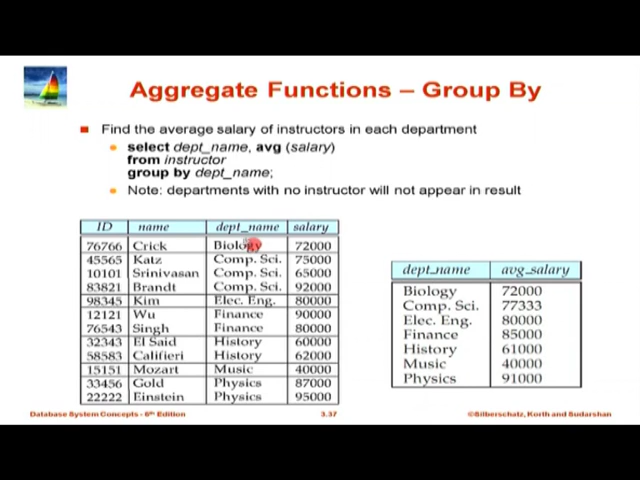 Aggregate Functions – Group By
Find the average salary of instructors in each department
select dept_name, avg (salary)
from instructor
group by dept_name;
Note: departments with no instructor will not appear in result
ID name dept_name salary
76766 Crick Biology 72000
45565 Katz Comp. Sci. 75000
10101 Srinivasan Comp. Sci. 65000
83821 Brandt Comp. Sci. 92000
98345 Kim Elec. Eng. 80000
12121 Wu Finance 90000
76543 Singh Finance 80000
32343 El Said History 60000
58583 Califieri History 62000
15151 Mozart Music 40000
33456 Gold Physics 87000
22222 Einstein Physics 95000
dept_name avg_salary
Biology 72000
Comp. Sci. 77333
Elec. Eng. 80000
Finance 85000
History 61000
Music 40000
Physics 91000
Database System Concepts - 6th Edition 3.37 ©Silberschatz, Korth and Sudarshan